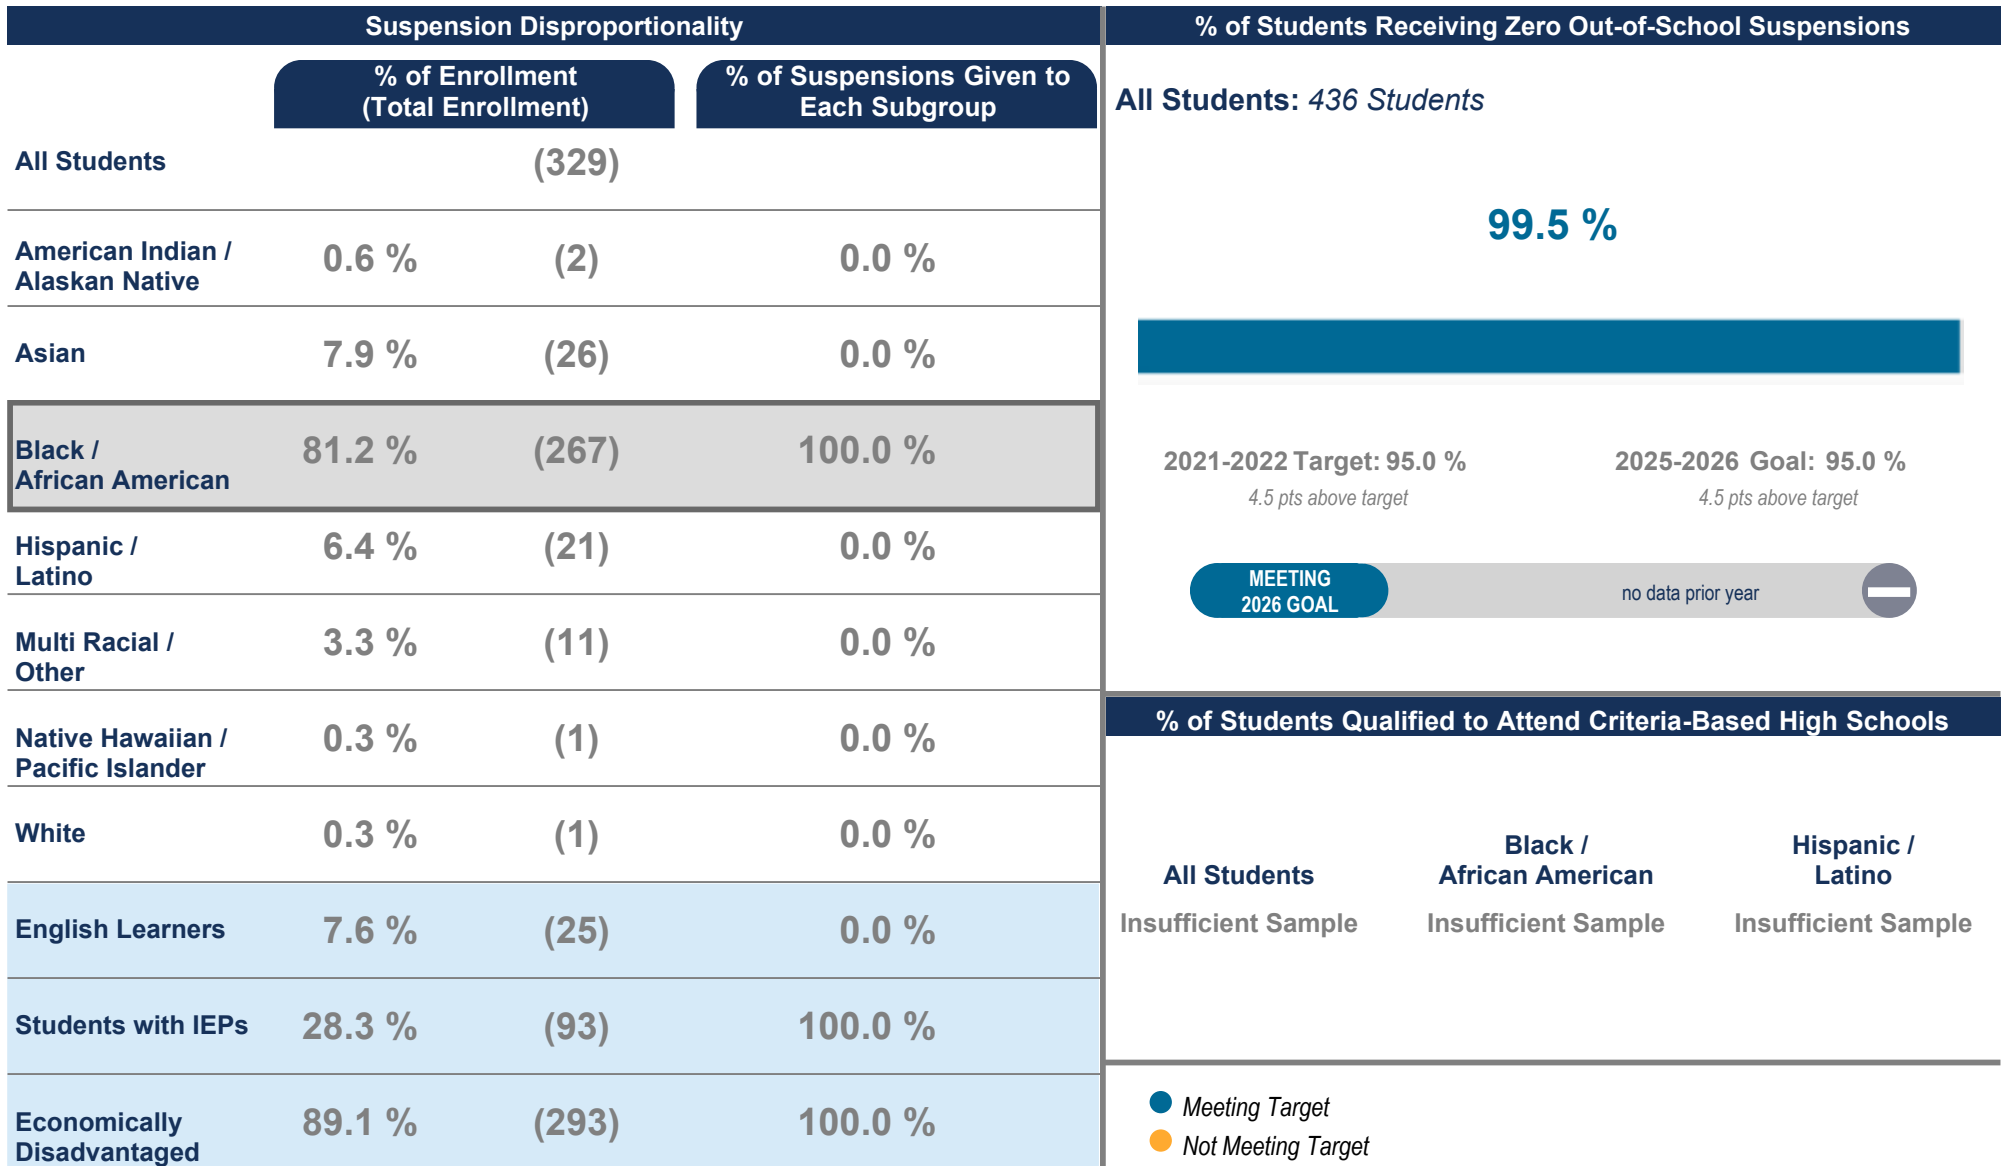 Suspension Disproportionality
% of Enrollment
(Total Enrollment)
% of Suspensions Given to
Each Subgroup
All Students (329)
American Indian /
Alaskan Native
0.6 % (2) 0.0 %
Asian 7.9 % (26) 0.0 %
Black /
African American
81.2 % (267) 100.0 %
Hispanic /
Latino
6.4 % (21) 0.0 %
Multi Racial /
Other
3.3 % (11) 0.0 %
Native Hawaiian /
Pacific Islander
0.3 % (1) 0.0 %
White 0.3 % (1) 0.0 %
English Learners 7.6 % (25) 0.0 %
Students with IEPs 28.3 % (93) 100.0 %
Economically
Disadvantaged
89.1 % (293) 100.0 %
% of Students Receiving Zero Out-of-School Suspensions
All Students: 436 Students
99.5 %
2021-2022 Target: 95.0 %
4.5 pts above target
2025-2026 Goal: 95.0 %
4.5 pts above target
MEETING
2026 GOAL
no data prior year
% of Students Qualified to Attend Criteria-Based High Schools
All Students
Insufficient Sample
Black /
African American
Insufficient Sample
Hispanic /
Latino
Insufficient Sample
Meeting Target
Not Meeting Target